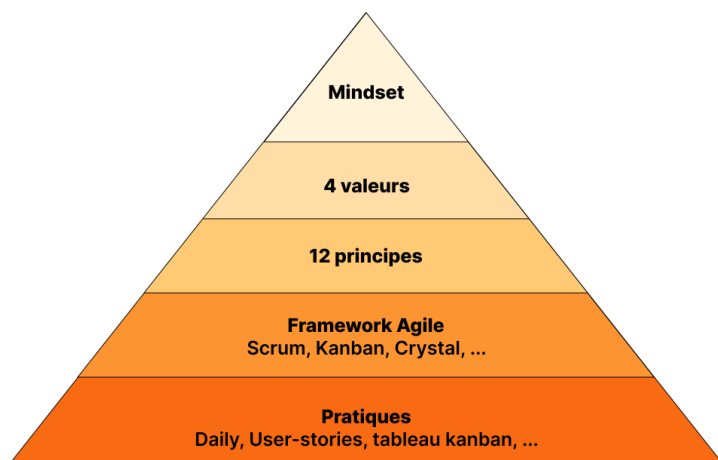 Mindset
4 valeurs
12 principes
Framework Agile
Scrum, Kanban, Crystal, ...
Pratiques
Daily, User-stories, tableau kanban, ...